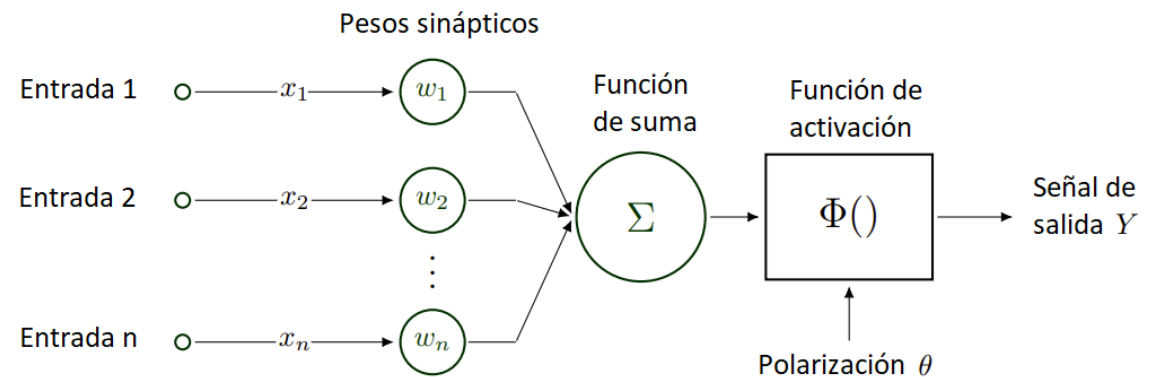 Pesos sinápticos
Entrada 1
x₁
w₁
Entrada 2
x₂
w₂
⋮
Entrada n
xₙ
wₙ
Función
de suma
Σ
Función de
activación
Φ()
Polarización θ
Señal de
salida Y